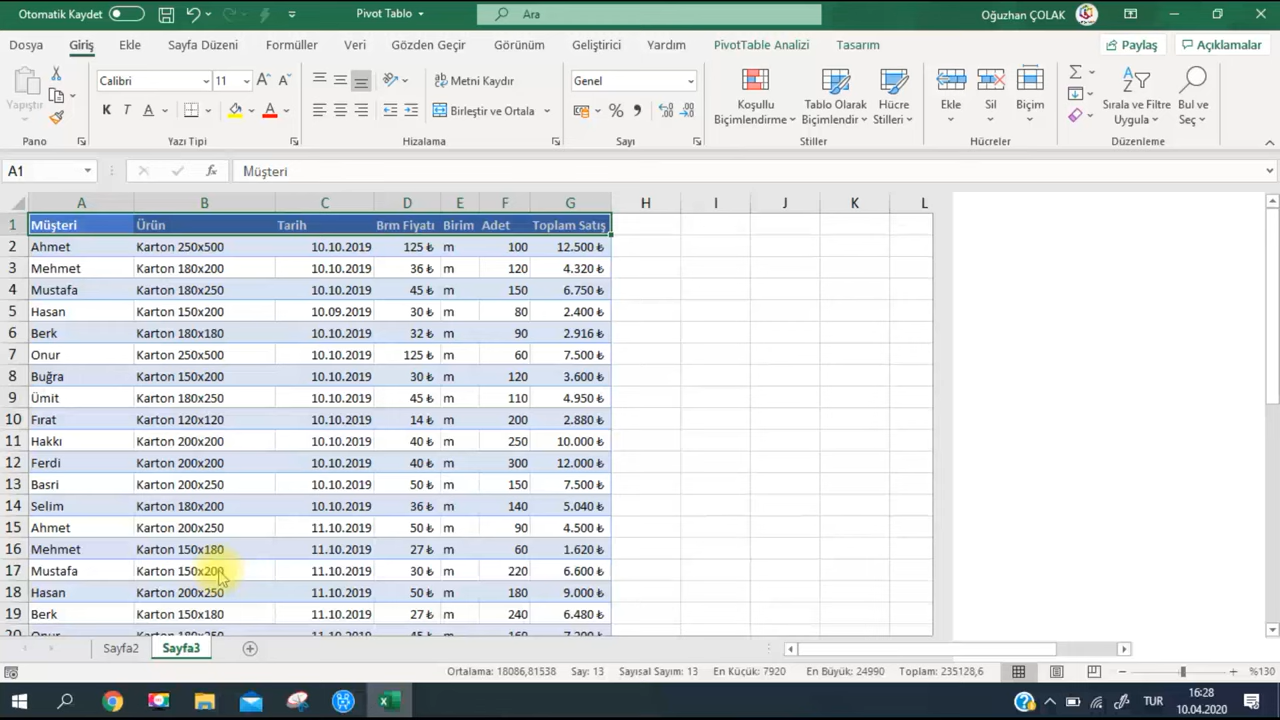 Otomatik Kaydet
Pivot Tablo
Ara
Oğuzhan ÇOLAK
Dosya Giriş Ekle Sayfa Düzeni Formüller Veri Gözden Geçir Görünüm Geliştirici Yardım PivotTable Analizi Tasarım Paylaş Açıklamalar
Yapıştır
Calibri 11
K T A
Metni Kaydır
Birleştir ve Ortala
Genel
Koşullu Biçimlendirme
Tablo Olarak Biçimlendir
Hücre Stilleri
Ekle Sil Biçim
Sırala ve Filtre Uygula
Bul ve Seç
Pano Yazı Tipi Hizalama Sayı Stiller Hücreler Düzenleme
A1 fx Müşteri
A B C D E F G H I J K L
1 Müşteri Ürün Tarih Brm Fiyatı Birim Adet Toplam Satış
2 Ahmet Karton 250x500 10.10.2019 125 ₺ m 100 12.500 ₺
3 Mehmet Karton 180x200 10.10.2019 36 ₺ m 120 4.320 ₺
4 Mustafa Karton 180x250 10.10.2019 45 ₺ m 150 6.750 ₺
5 Hasan Karton 150x200 10.09.2019 30 ₺ m 80 2.400 ₺
6 Berk Karton 180x180 10.10.2019 32 ₺ m 90 2.916 ₺
7 Onur Karton 250x500 10.10.2019 125 ₺ m 60 7.500 ₺
8 Buğra Karton 150x200 10.10.2019 30 ₺ m 120 3.600 ₺
9 Ümit Karton 180x250 10.10.2019 45 ₺ m 110 4.950 ₺
10 Fırat Karton 120x120 10.10.2019 14 ₺ m 200 2.880 ₺
11 Hakkı Karton 200x200 10.10.2019 40 ₺ m 250 10.000 ₺
12 Ferdi Karton 200x200 10.10.2019 40 ₺ m 300 12.000 ₺
13 Basri Karton 200x250 10.10.2019 50 ₺ m 150 7.500 ₺
14 Selim Karton 180x200 10.10.2019 36 ₺ m 140 5.040 ₺
15 Ahmet Karton 200x250 11.10.2019 50 ₺ m 90 4.500 ₺
16 Mehmet Karton 150x180 11.10.2019 27 ₺ m 60 1.620 ₺
17 Mustafa Karton 150x200 11.10.2019 30 ₺ m 220 6.600 ₺
18 Hasan Karton 200x250 11.10.2019 50 ₺ m 180 9.000 ₺
19 Berk Karton 150x180 11.10.2019 27 ₺ m 240 6.480 ₺
20 Onur Karton 180x250 11.10.2019 45 ₺ m 160 7.200 ₺
Sayfa2 Sayfa3
Ortalama: 18086,81538 Say: 13 Sayısal Sayım: 13 En Küçük: 7920 En Büyük: 24990 Toplam: 235128,6 %130
TUR 16:28
10.04.2020